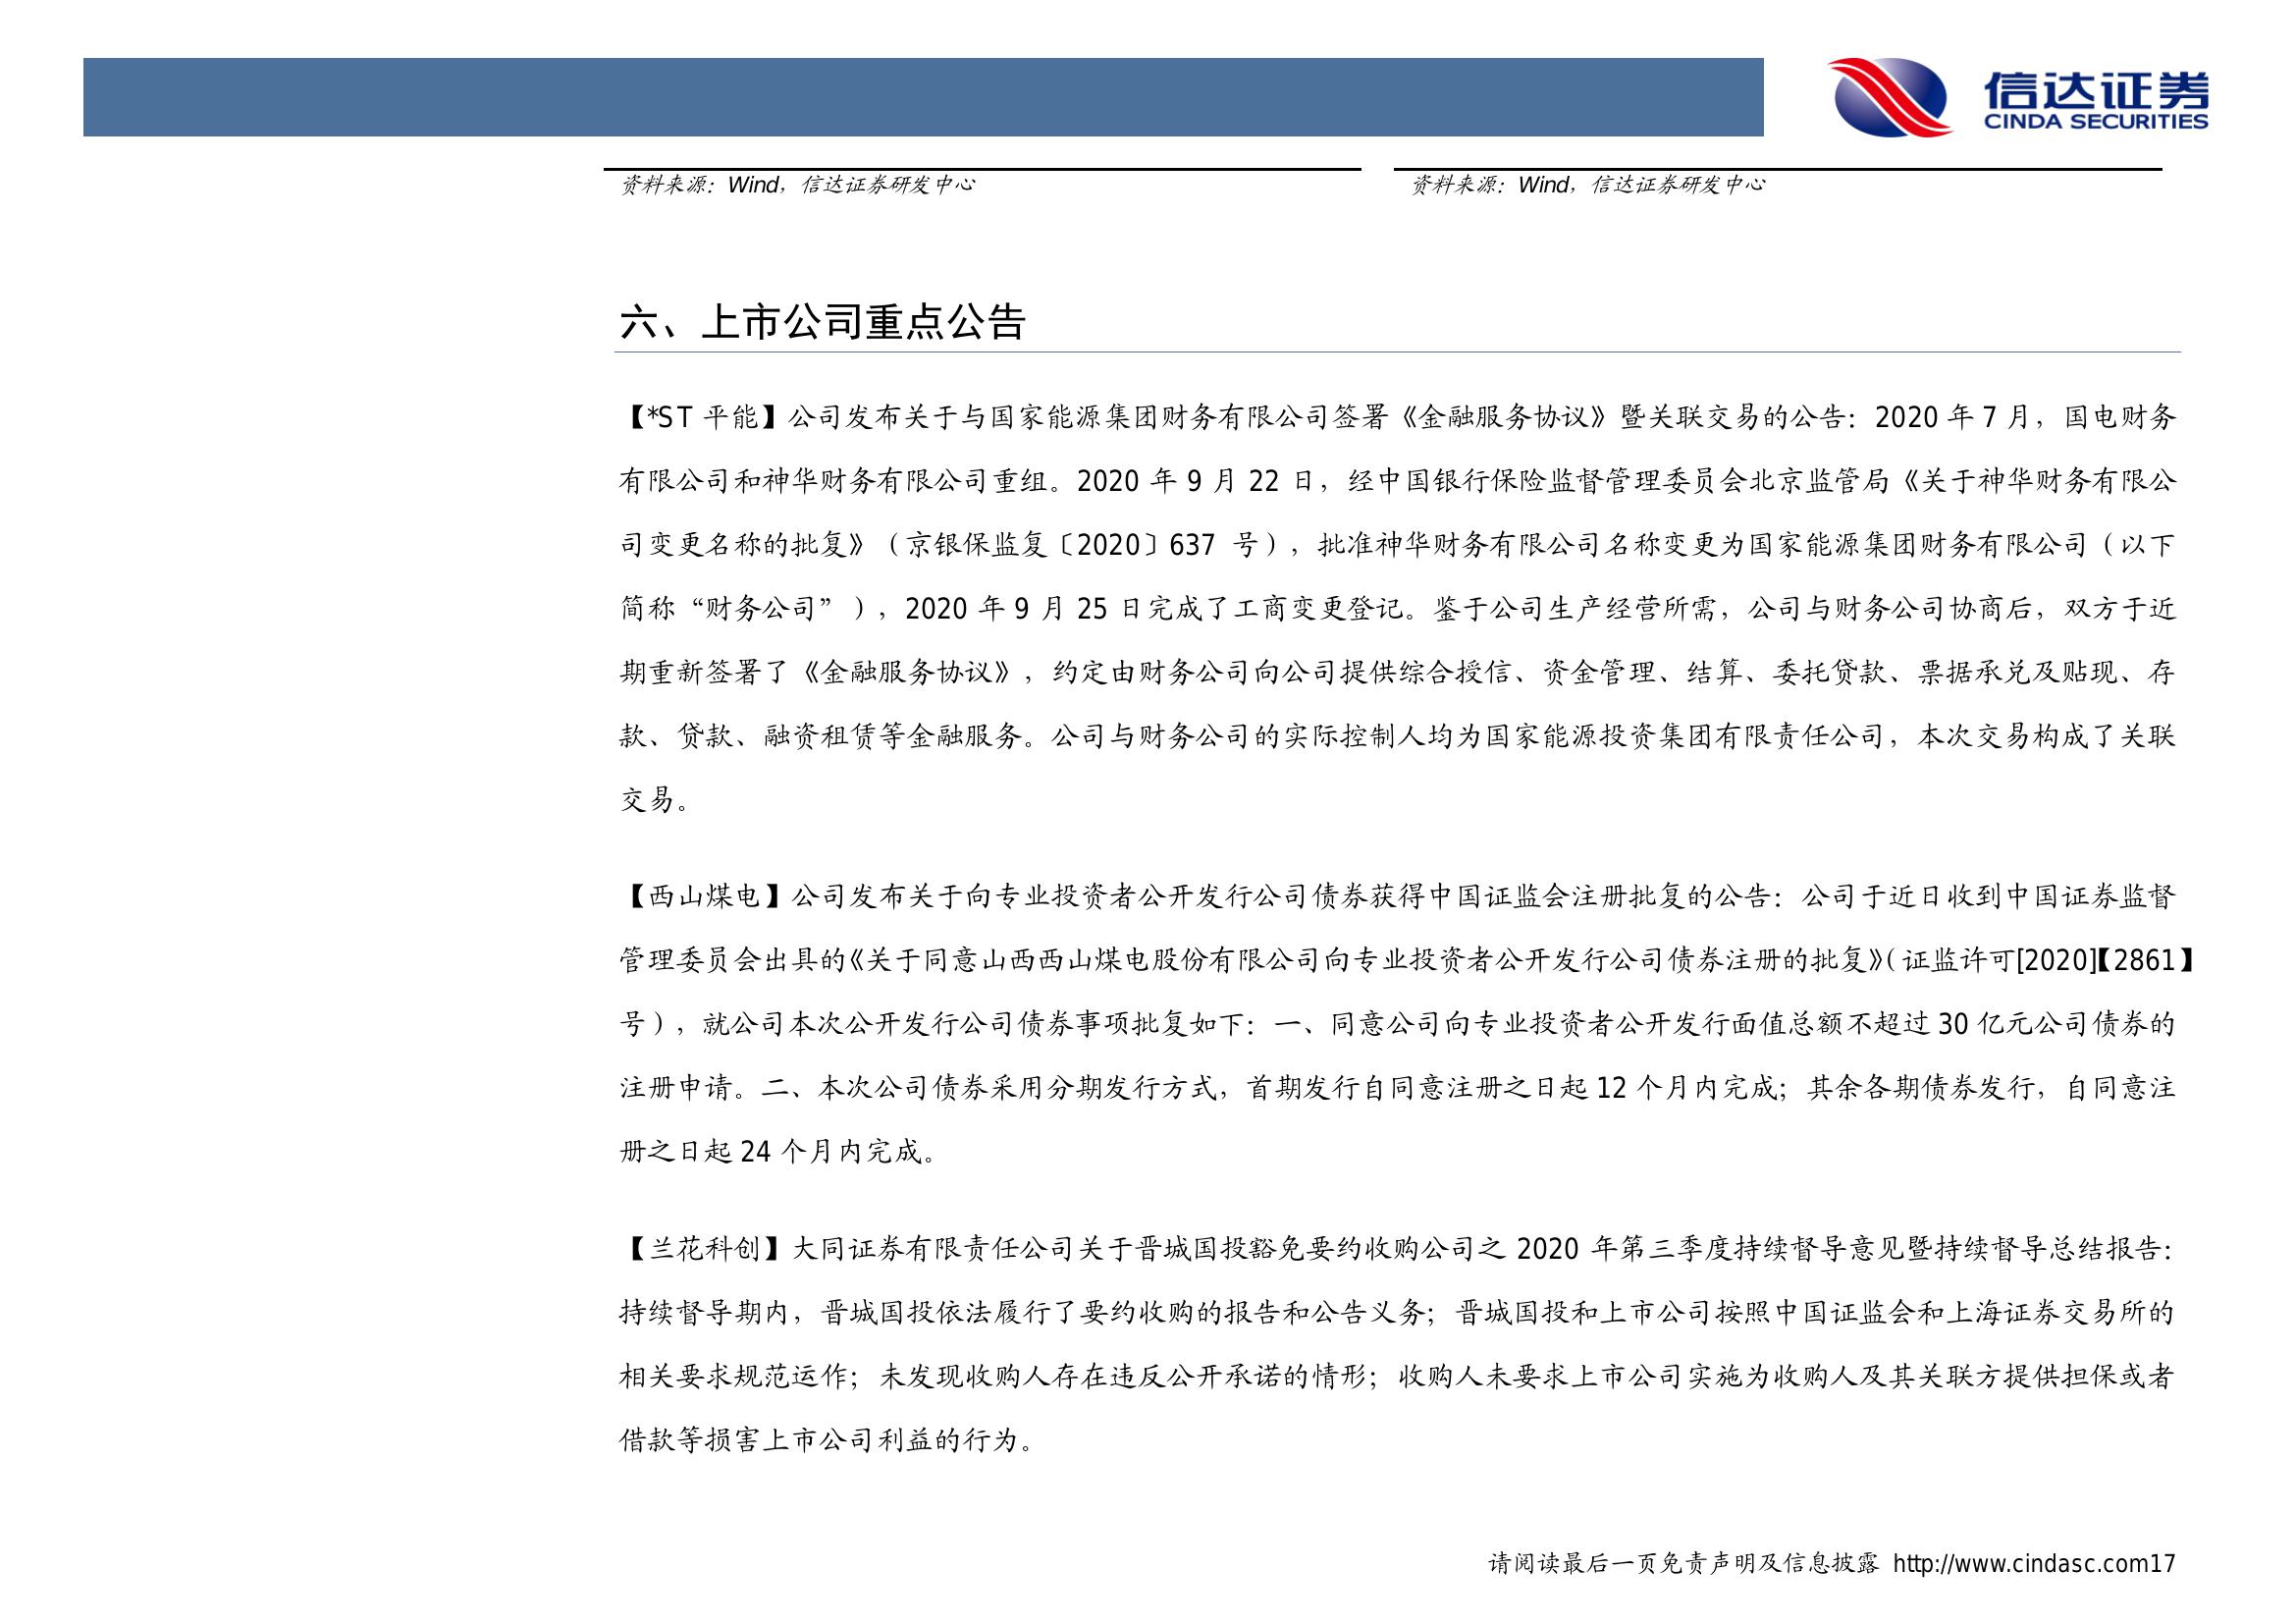 信达证券
CINDA SECURITIES
资料来源：Wind，信达证券研发中心
资料来源：Wind，信达证券研发中心
六、上市公司重点公告
【*ST 平能】公司发布关于与国家能源集团财务有限公司签署《金融服务协议》暨关联交易的公告：2020 年 7 月，国电财务
有限公司和神华财务有限公司重组。2020 年 9 月 22 日，经中国银行保险监督管理委员会北京监管局《关于神华财务有限公
司变更名称的批复》（京银保监复〔2020〕637 号），批准神华财务有限公司名称变更为国家能源集团财务有限公司（以下
简称“财务公司”），2020 年 9 月 25 日完成了工商变更登记。鉴于公司生产经营所需，公司与财务公司协商后，双方于近
期重新签署了《金融服务协议》，约定由财务公司向公司提供综合授信、资金管理、结算、委托贷款、票据承兑及贴现、存
款、贷款、融资租赁等金融服务。公司与财务公司的实际控制人均为国家能源投资集团有限责任公司，本次交易构成了关联
交易。
【西山煤电】公司发布关于向专业投资者公开发行公司债券获得中国证监会注册批复的公告：公司于近日收到中国证券监督
管理委员会出具的《关于同意山西西山煤电股份有限公司向专业投资者公开发行公司债券注册的批复》（证监许可[2020]【2861】
号），就公司本次公开发行公司债券事项批复如下：一、同意公司向专业投资者公开发行面值总额不超过 30 亿元公司债券的
注册申请。二、本次公司债券采用分期发行方式，首期发行自同意注册之日起 12 个月内完成；其余各期债券发行，自同意注
册之日起 24 个月内完成。
【兰花科创】大同证券有限责任公司关于晋城国投豁免要约收购公司之 2020 年第三季度持续督导意见暨持续督导总结报告：
持续督导期内，晋城国投依法履行了要约收购的报告和公告义务；晋城国投和上市公司按照中国证监会和上海证券交易所的
相关要求规范运作；未发现收购人存在违反公开承诺的情形；收购人未要求上市公司实施为收购人及其关联方提供担保或者
借款等损害上市公司利益的行为。
请阅读最后一页免责声明及信息披露 http://www.cindasc.com17